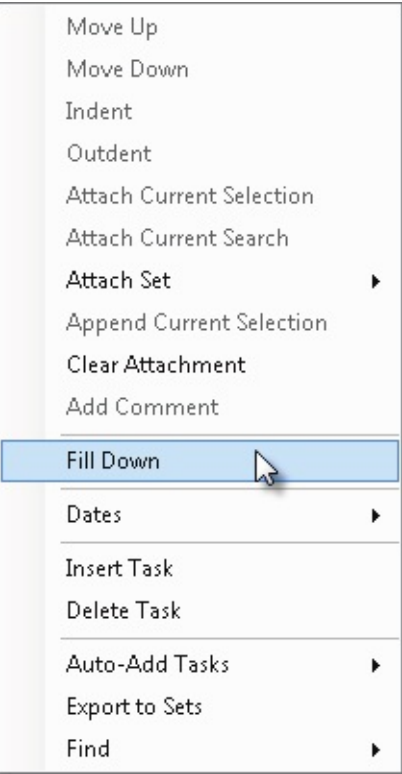 Move Up
Move Down
Indent
Outdent
Attach Current Selection
Attach Current Search
Attach Set
Append Current Selection
Clear Attachment
Add Comment
Fill Down
Dates
Insert Task
Delete Task
Auto-Add Tasks
Export to Sets
Find